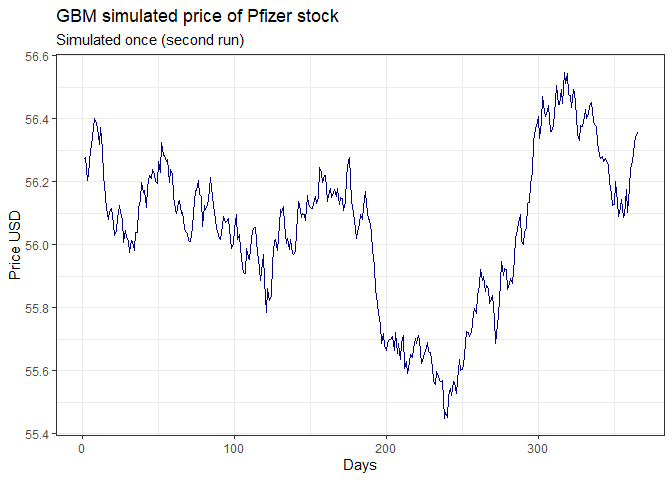 GBM simulated price of Pfizer stock
Simulated once (second run)
56.6
56.4
56.2
56.0
55.8
55.6
55.4
Price USD
0 100 200 300
Days